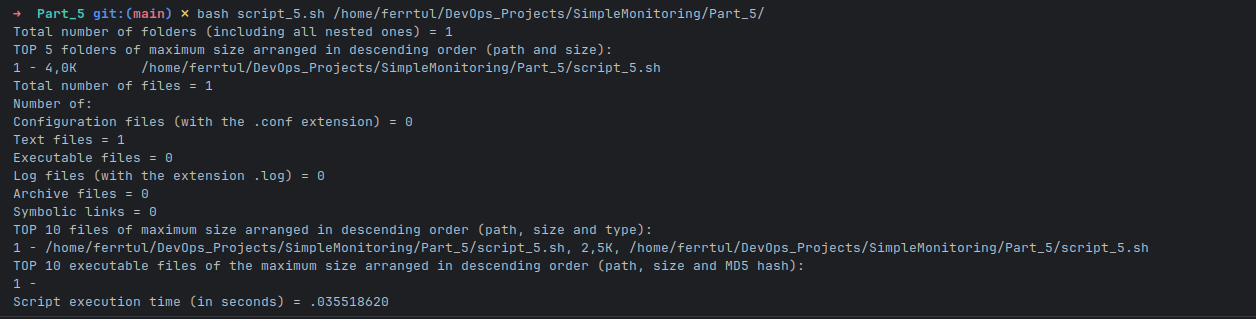 → Part_5 git:(main) × bash script_5.sh /home/ferrtul/DevOps_Projects/SimpleMonitoring/Part_5/
Total number of folders (including all nested ones) = 1
TOP 5 folders of maximum size arranged in descending order (path and size):
1 - 4,0K        /home/ferrtul/DevOps_Projects/SimpleMonitoring/Part_5/script_5.sh
Total number of files = 1
Number of:
Configuration files (with the .conf extension) = 0
Text files = 1
Executable files = 0
Log files (with the extension .log) = 0
Archive files = 0
Symbolic links = 0
TOP 10 files of maximum size arranged in descending order (path, size and type):
1 - /home/ferrtul/DevOps_Projects/SimpleMonitoring/Part_5/script_5.sh, 2,5K, /home/ferrtul/DevOps_Projects/SimpleMonitoring/Part_5/script_5.sh
TOP 10 executable files of the maximum size arranged in descending order (path, size and MD5 hash):
1 -
Script execution time (in seconds) = .035518620